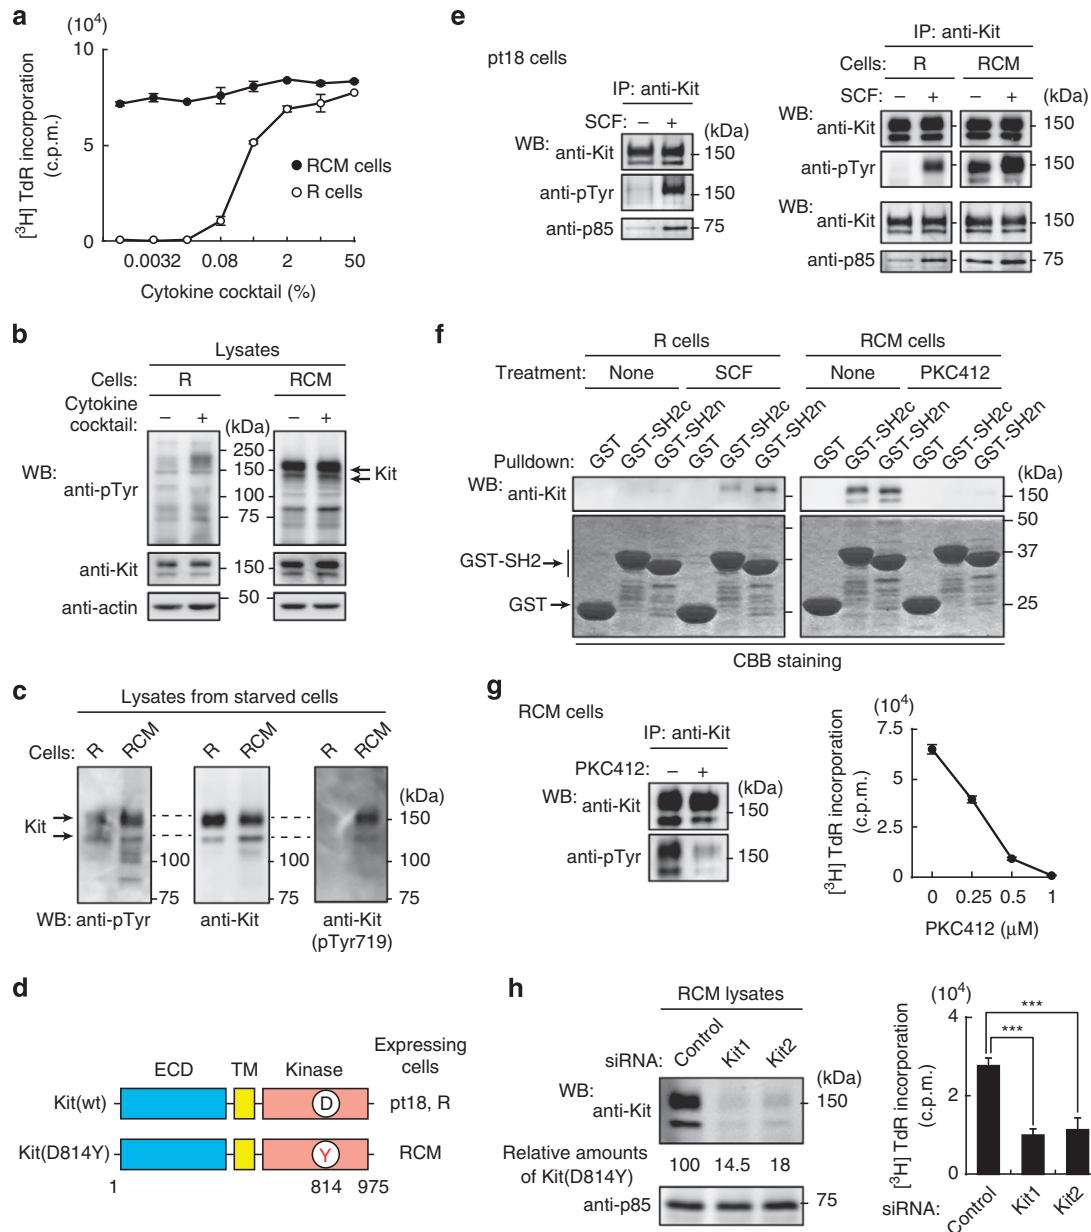 a
(10⁴)
10
5
0
[³H] TdR incorporation
(c.p.m.)
RCM cells
R cells
0.0032 0.08 2 50
Cytokine cocktail (%)
b
Lysates
Cells: R RCM
Cytokine
cocktail: – + – +
(kDa)
WB: anti-pTyr
250
150
100
75
Kit
anti-Kit
150
50
anti-actin
c
Lysates from starved cells
Cells: R RCM R RCM R RCM
(kDa)
Kit
150
100 100 100
75 75 75
WB: anti-pTyr anti-Kit anti-Kit
(pTyr719)
d
ECD TM Kinase Expressing
cells
Kit(wt) D pt18, R
Kit(D814Y) Y RCM
1 814 975
e
pt18 cells
IP: anti-Kit
SCF: – +
(kDa)
WB: anti-Kit
150
anti-pTyr
150
anti-p85
75
IP: anti-Kit
Cells: R RCM
SCF: – + – + (kDa)
WB: anti-Kit 150
anti-pTyr 150
WB: anti-Kit 150
anti-p85 75
f
R cells RCM cells
Treatment: None SCF None PKC412
Pulldown: GST GST-SH2c GST-SH2n GST GST-SH2c GST-SH2n GST GST-SH2c GST-SH2n GST GST-SH2c GST-SH2n
(kDa)
WB: anti-Kit
150
50
GST-SH2
37
GST
25
CBB staining
g
RCM cells
IP: anti-Kit
PKC412: – +
(kDa)
WB: anti-Kit
150
anti-pTyr
150
(10⁴)
7.5
5
2.5
0
[³H] TdR incorporation
(c.p.m.)
0 0.25 0.5 1
PKC412 (μM)
h
RCM lysates
siRNA: Control Kit1 Kit2
(kDa)
WB: anti-Kit
150
Relative amounts
of Kit(D814Y) 100 14.5 18
anti-p85
75
(10⁴)
4
2
0
[³H] TdR incorporation
(c.p.m.)
***
***
siRNA: Control Kit1 Kit2